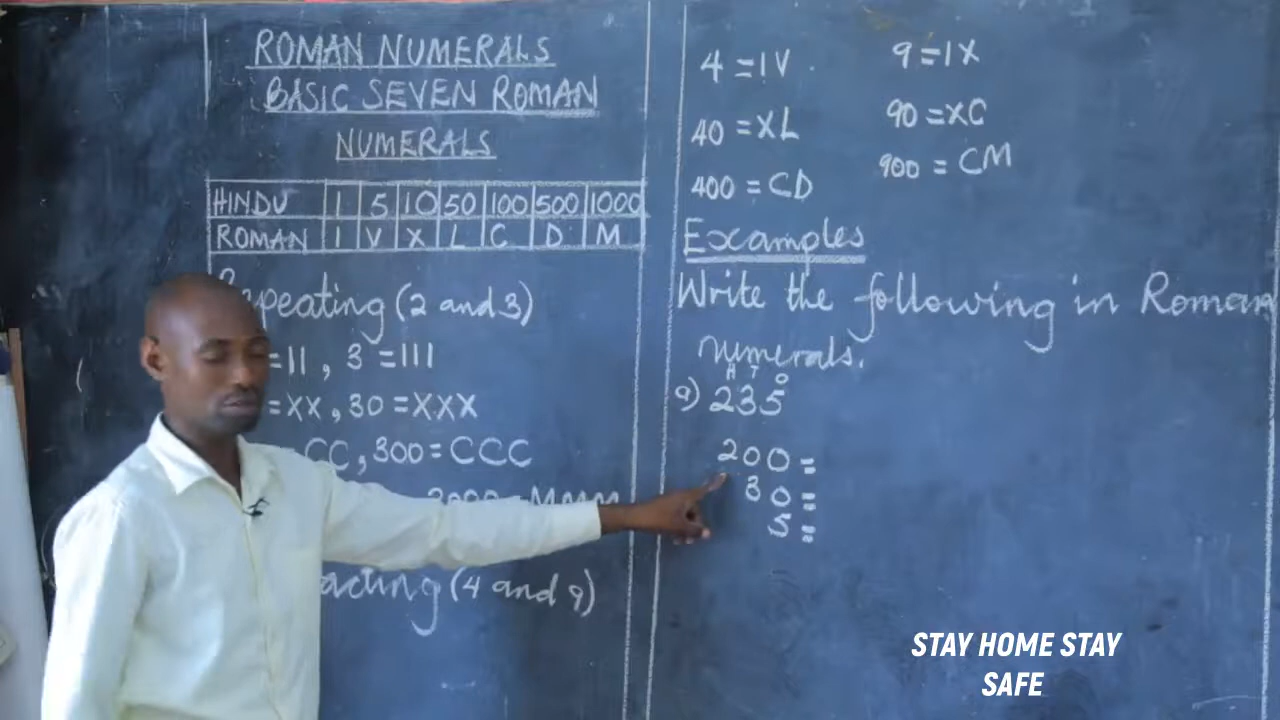 ROMAN NUMERALS
BASIC SEVEN ROMAN
NUMERALS
HINDU 1 5 10 50 100 500 1000
ROMAN I V X L C D M
Repeating (2 and 3)
=II, 3 =III
=XX, 30 =XXX
CC, 300=CCC
3000 =MMM
(4 and 9)
4 =IV
9 =IX
40 =XL
90 =XC
400 =CD
900 =CM
Examples
Write the following in Roman
numerals.
H T O
a) 235
200=
30=
5=
STAY HOME STAY
SAFE